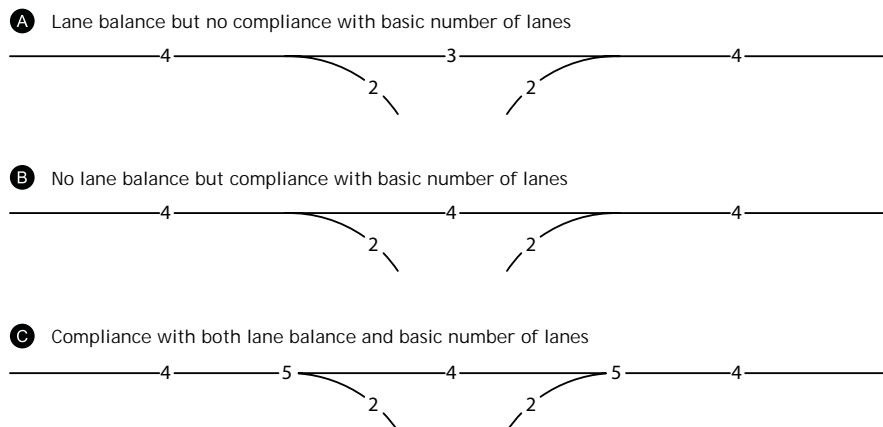 A Lane balance but no compliance with basic number of lanes
4 3 4
2 2
B No lane balance but compliance with basic number of lanes
4 4 4
2 2
C Compliance with both lane balance and basic number of lanes
4 5 4 5 4
2 2